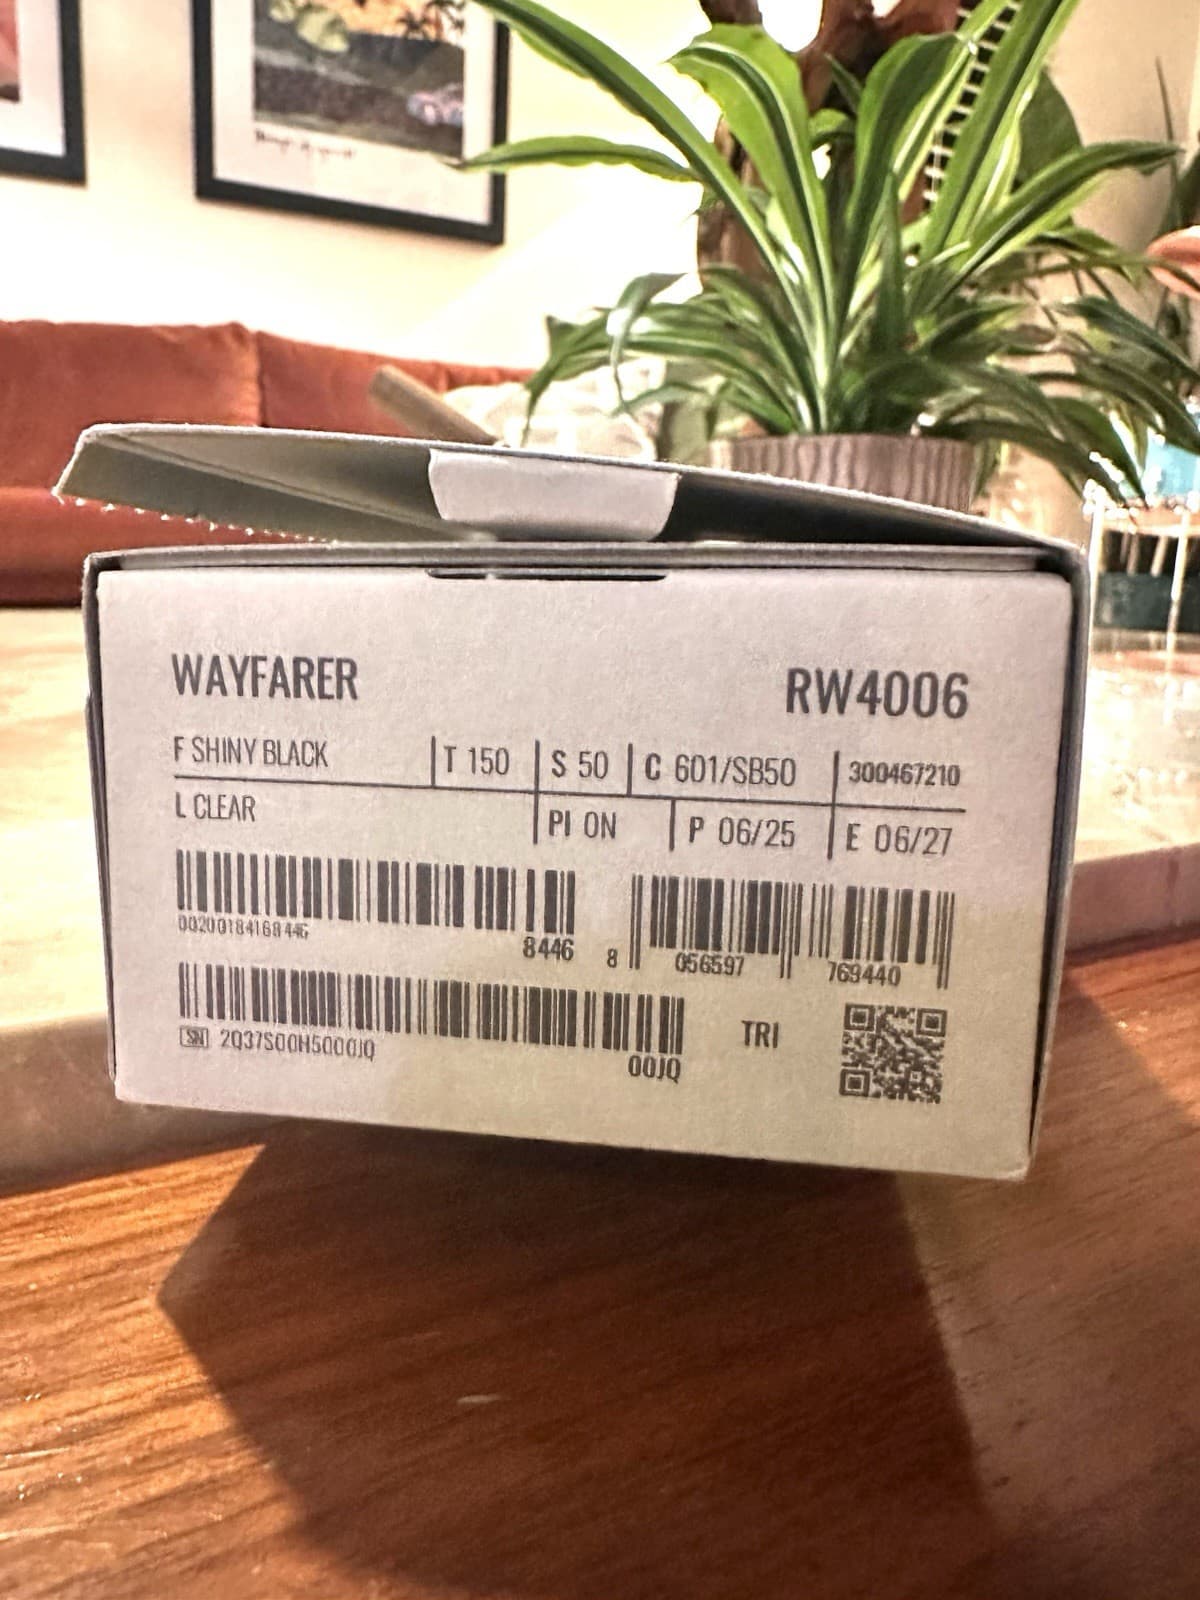 WAYFARER
RW4006
F SHINY BLACK
T 150
S 50
C 601/SB50
300467210
L CLEAR
PI ON
P 06/25
E 06/27
00200184168446
8446
8 056597 769440
SN 2Q37S00H5000JQ
00JQ
TRI